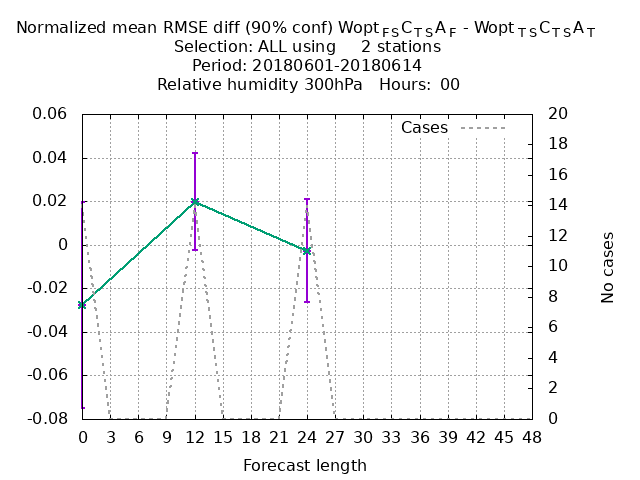 Normalized mean RMSE diff (90% conf) Wopt FS C TS A F - Wopt TS C TS A T
Selection: ALL using 2 stations
Period: 20180601-20180614
Relative humidity 300hPa Hours: 00
Cases
0.06
0.04
0.02
0
-0.02
-0.04
-0.06
-0.08
20
18
16
14
12
10
8
6
4
2
0
No cases
0 3 6 9 12 15 18 21 24 27 30 33 36 39 42 45 48
Forecast length